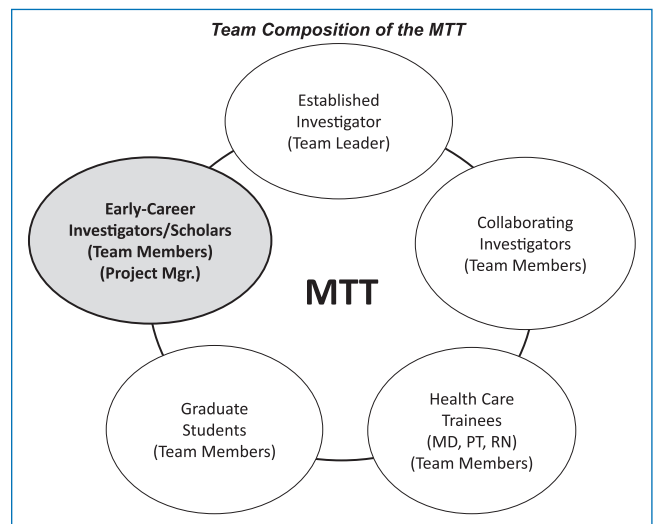 Team Composition of the MTT
Established
Investigator
(Team Leader)
Early-Career
Investigators/Scholars
(Team Members)
(Project Mgr.)
Collaborating
Investigators
(Team Members)
MTT
Graduate
Students
(Team Members)
Health Care
Trainees
(MD, PT, RN)
(Team Members)